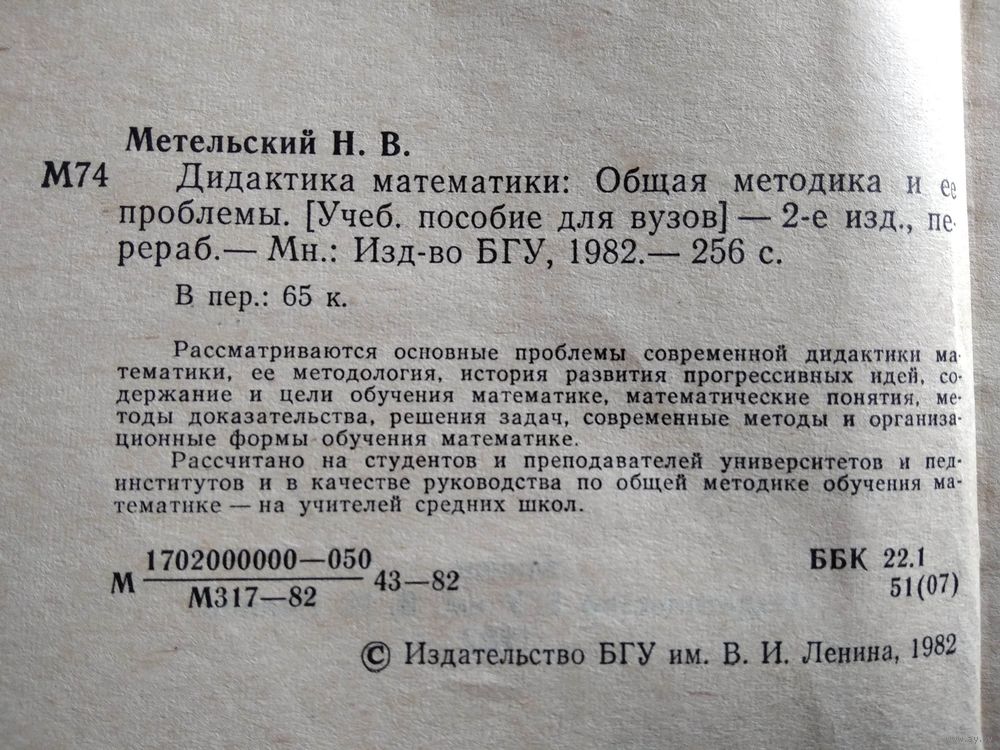 Метельский Н. В.
М74 Дидактика математики: Общая методика и ее
проблемы. [Учеб. пособие для вузов] — 2-е изд., пе-
рераб.— Мн.: Изд-во БГУ, 1982.— 256 с.
В пер.: 65 к.
Рассматриваются основные проблемы современной дидактики ма-
тематики, ее методология, история развития прогрессивных идей, со-
держание и цели обучения математике, математические понятия, ме-
тоды доказательства, решения задач, современные методы и организа-
ционные формы обучения математике.
Рассчитано на студентов и преподавателей университетов и пед-
институтов и в качестве руководства по общей методике обучения ма-
тематике — на учителей средних школ.
М 1702000000—050 43—82
М317—82
ББК 22.1
51(07)
© Издательство БГУ им. В. И. Ленина, 1982